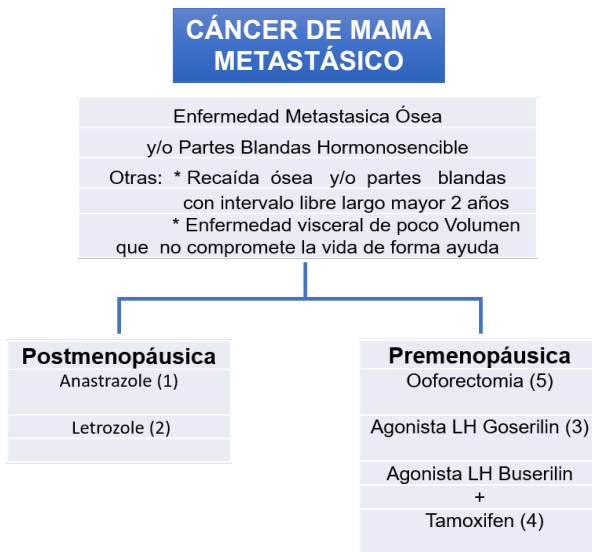 CÁNCER DE MAMA
METASTÁSICO
Enfermedad Metastasica Ósea
y/o Partes Blandas Hormonosencible
Otras: * Recaída ósea y/o partes blandas
con intervalo libre largo mayor 2 años
* Enfermedad visceral de poco Volumen
que no compromete la vida de forma ayuda
Postmenopáusica
Anastrazole (1)
Letrozole (2)
Premenopáusica
Ooforectomia (5)
Agonista LH Goserilin (3)
Agonista LH Buserilin
+
Tamoxifen (4)